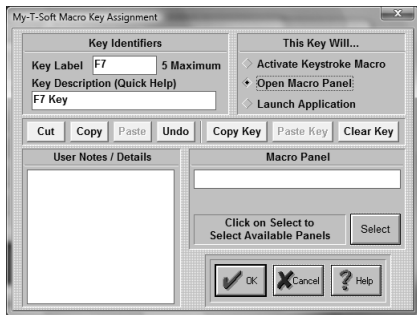 My-T-Soft Macro Key Assignment
Key Identifiers
Key Label F7 5 Maximum
Key Description (Quick Help)
F7 Key
This Key Will...
Activate Keystroke Macro
Open Macro Panel
Launch Application
Cut Copy Paste Undo Copy Key Paste Key Clear Key
User Notes / Details
Macro Panel
Click on Select to
Select Available Panels
Select
OK Cancel Help